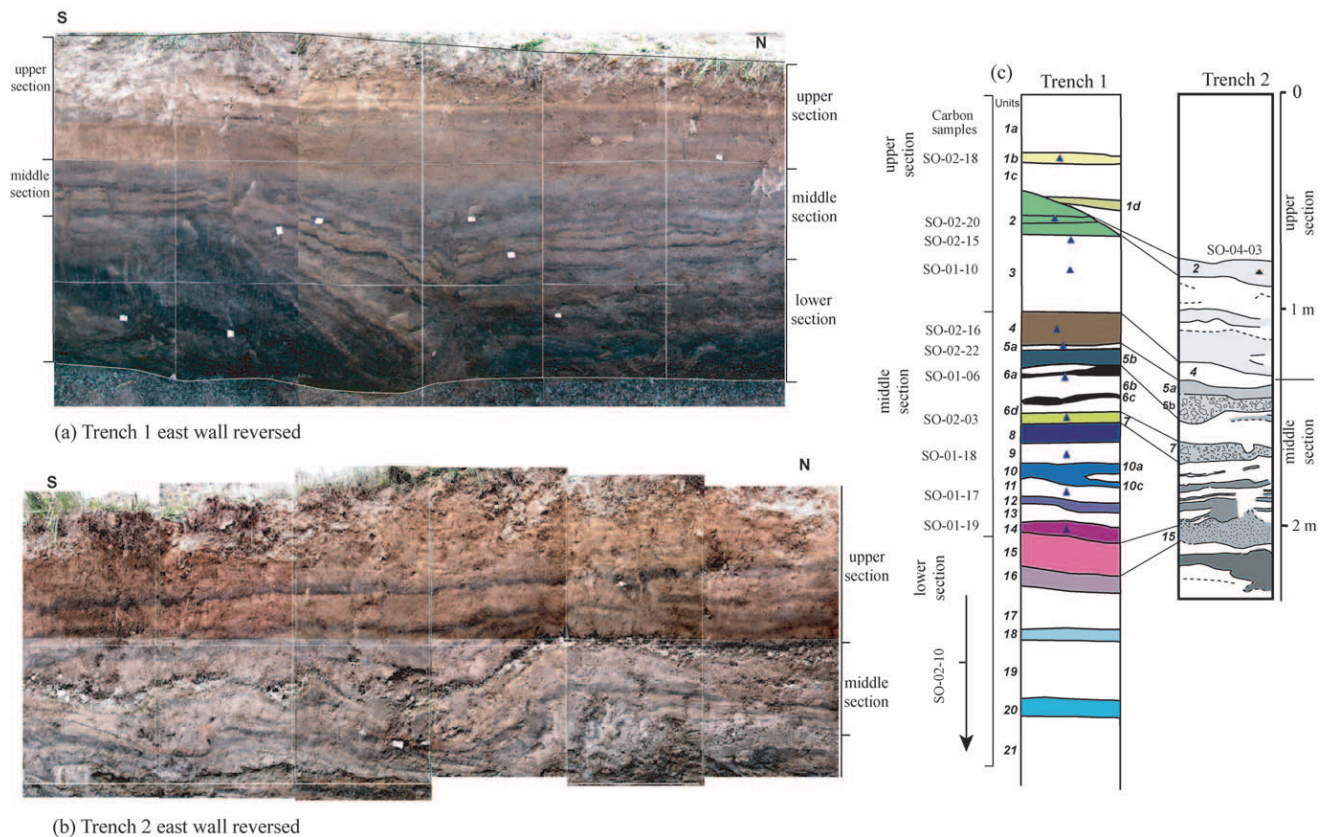 S
N
upper
section
upper
section
middle
section
middle
section
lower
section
(a) Trench 1 east wall reversed
S
N
upper
section
middle
section
(b) Trench 2 east wall reversed
(c)
Trench 1
Trench 2
Units
Carbon
samples
upper
section
middle
section
lower
section
SO-02-18
SO-02-20
SO-02-15
SO-01-10
SO-02-16
SO-02-22
SO-01-06
SO-02-03
SO-01-18
SO-01-17
SO-01-19
SO-02-10
1a
1b
1c
1d
2
3
4
5a
5b
6a
6b
6c
6d
7
8
9
10
10a
10c
11
12
13
14
15
16
17
18
19
20
21
SO-04-03
2
4
5a
5b
7
15
0
1 m
2 m
upper
section
middle
section